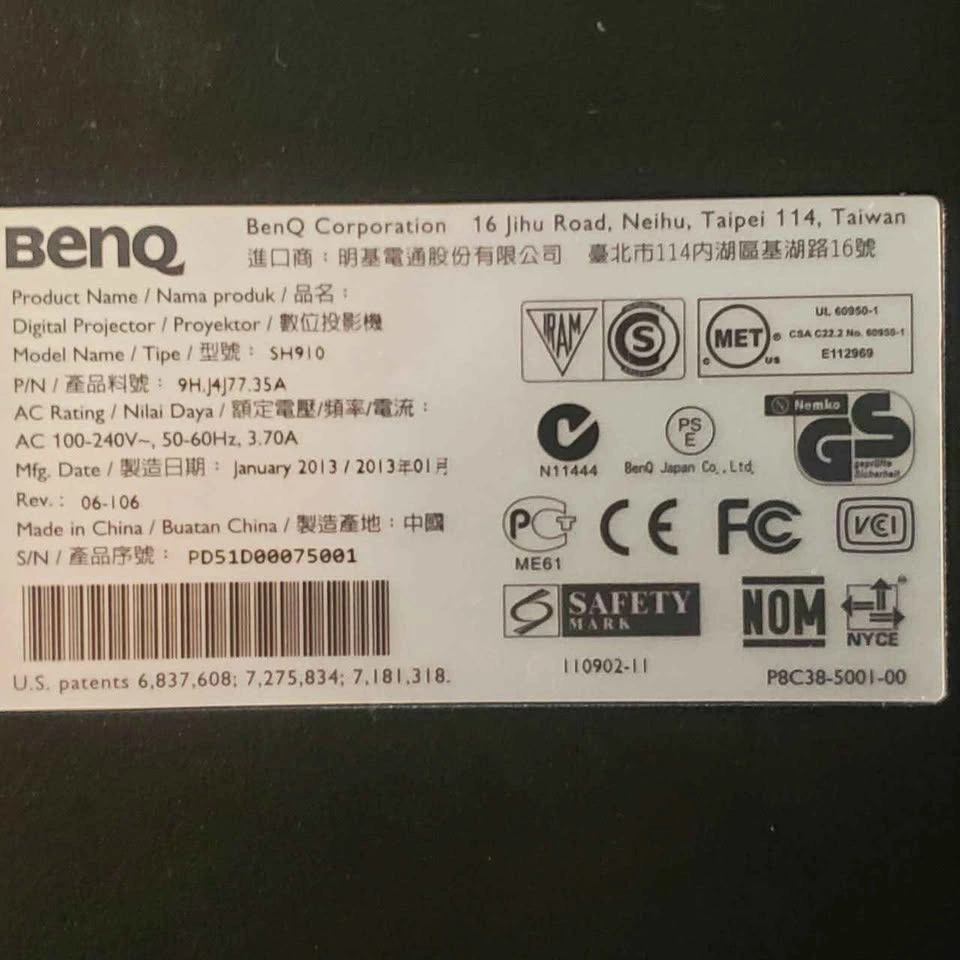 BenQ
BenQ Corporation 16 Jihu Road, Neihu, Taipei 114, Taiwan
進口商：明基電通股份有限公司 臺北市114內湖區基湖路16號
Product Name / Nama produk / 品名：
Digital Projector / Proyektor / 數位投影機
Model Name / Tipe / 型號： SH910
P/N / 產品料號： 9H.J4J77.35A
AC Rating / Nilai Daya / 額定電壓/頻率/電流：
AC 100-240V~, 50-60Hz, 3.70A
Mfg. Date / 製造日期： January 2013 / 2013年01月
Rev.： 06-106
Made in China / Buatan China / 製造產地：中國
S/N / 產品序號： PD51D00075001
U.S. patents 6,837,608; 7,275,834; 7,181,318.
IRAM
S
C MET ® US
UL 60950-1
CSA C22.2 No. 60950-1
E112969
N11444
PS
E
BenQ Japan Co., Ltd.
N Nemko
GS
geprüfte
Sicherheit
PCT
ME61
CE
FC
VCI
SAFETY
MARK
110902-11
NOM
NYCE
P8C38-5001-00